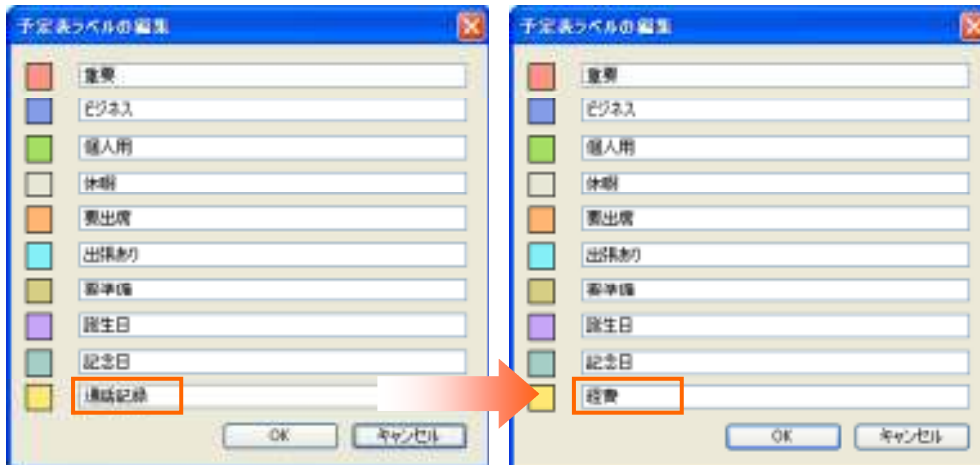 予定表ラベルの編集
重要
ビジネス
個人用
休暇
要出席
出張あり
要準備
誕生日
記念日
通話記録
OK
キャンセル
予定表ラベルの編集
重要
ビジネス
個人用
休暇
要出席
出張あり
要準備
誕生日
記念日
経費
OK
キャンセル